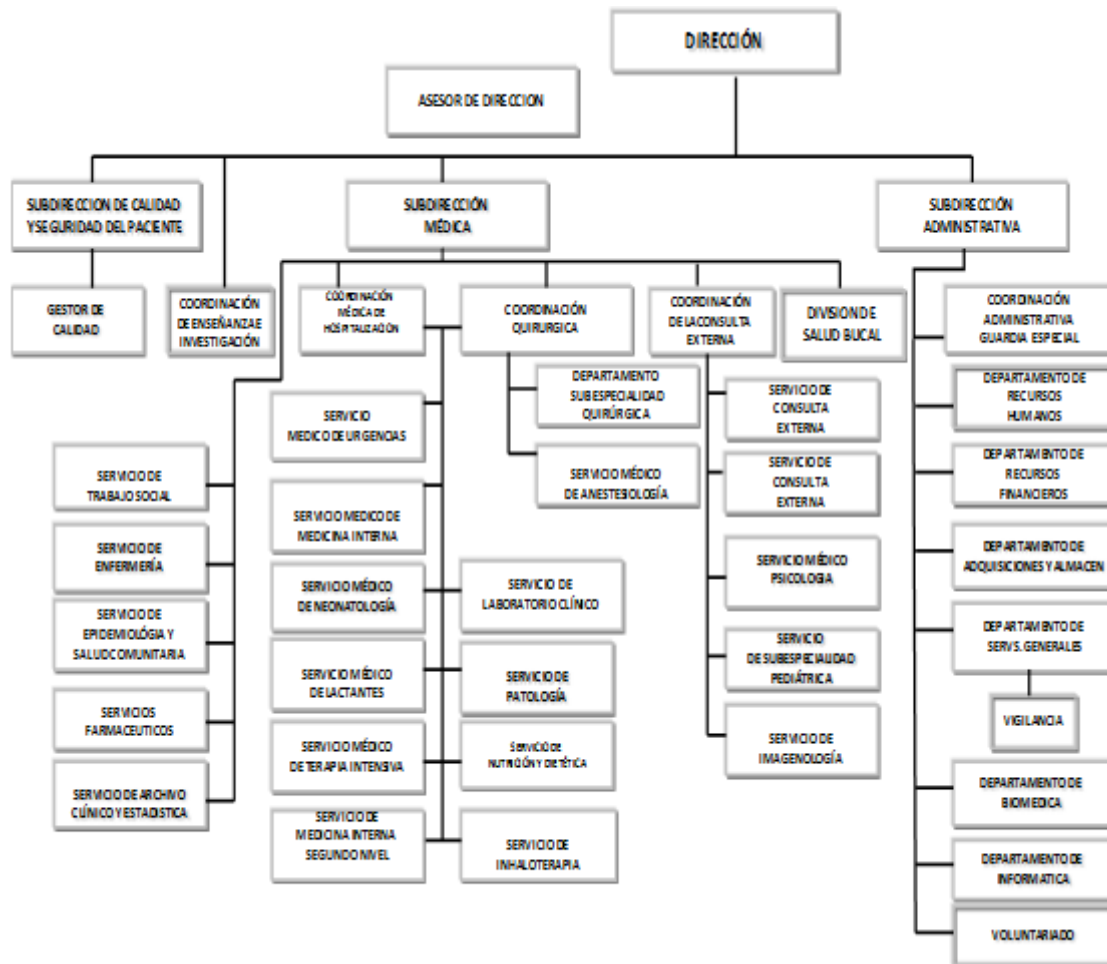 DIRECCIÓN
ASESOR DE DIRECCION
SUBDIRECCION DE CALIDAD
Y SEGURIDAD DEL PACIENTE
SUBDIRECCIÓN
MÉDICA
SUBDIRECCIÓN
ADMINISTRATIVA
GESTOR DE
CALIDAD
COORDINACIÓN
DE ENSEÑANZA E
INVESTIGACIÓN
COORDINACIÓN
MÉDICA DE
HOSPITALIZACIÓN
COORDINACIÓN
QUIRURGICA
COORDINACIÓN
DE LA CONSULTA
EXTERNA
DIVISION DE
SALUD BUCAL
COORDINACIÓN
ADMINISTRATIVA
GUARDIA ESPECIAL
SERVICIO DE
TRABAJO SOCIAL
SERVICIO DE
ENFERMERÍA
SERVICIO DE
EPIDEMIOLÓGIA Y
SALUD COMUNITARIA
SERVICIOS
FARMACEUTICOS
SERVICIO DE ARCHIVO
CLÍNICO Y ESTADISTICA
SERVICIO
MEDICO DE URGENCIAS
SERVICIO MEDICO DE
MEDICINA INTERNA
SERVICIO MÉDICO
DE NEONATOLOGÍA
SERVICIO MÉDICO
DE LACTANTES
SERVICIO MÉDICO
DE TERAPIA INTENSIVA
SERVICIO DE
MEDICINA INTERNA
SEGUNDO NIVEL
SERVICIO DE
LABORATORIO CLÍNICO
SERVICIO DE
PATOLOGÍA
SERVICIO DE
NUTRICIÓN Y DIETÉTICA
SERVICIO DE
INHALOTERAPIA
DEPARTAMENTO
SUBESPECIALIDAD
QUIRÚRGICA
SERVICIO MÉDICO
DE ANESTESIOLOGÍA
SERVICIO DE
CONSULTA
EXTERNA
SERVICIO DE
CONSULTA
EXTERNA
SERVICIO MÉDICO
PSICOLOGIA
SERVICIO
DE SUBESPECIALIDAD
PEDIÁTRICA
SERVICIO DE
IMAGENOLOGÍA
DEPARTAMENTO DE
RECURSOS
HUMANOS
DEPARTAMENTO DE
RECURSOS
FINANCIEROS
DEPARTAMENTO DE
ADQUISICIONES Y ALMACEN
DEPARTAMENTO DE
SERVS. GENERALES
VIGILANCIA
DEPARTAMENTO DE
BIOMEDICA
DEPARTAMENTO DE
INFORMATICA
VOLUNTARIADO